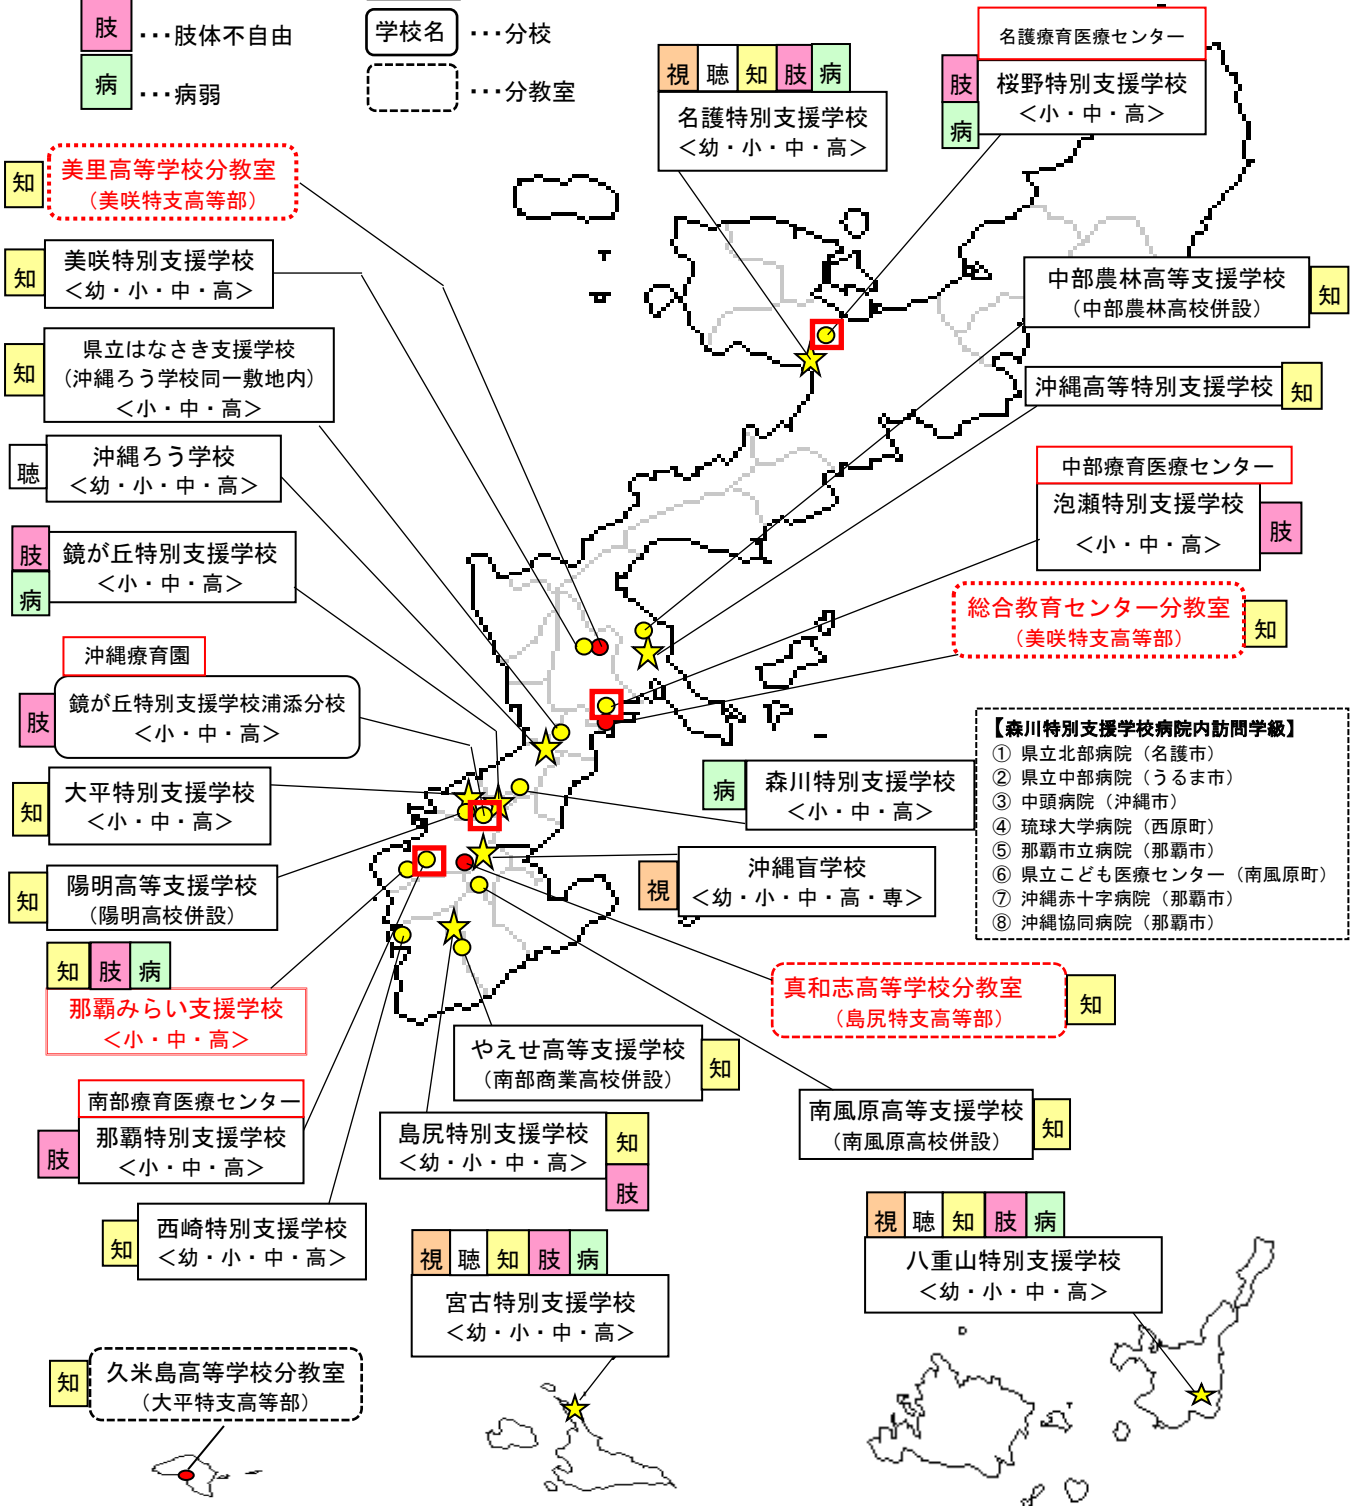 肢 ・・・肢体不自由
病 ・・・病弱
学校名 ・・・分校
・・・分教室
視 聴 知 肢 病
名護特別支援学校
＜幼・小・中・高＞
名護療育医療センター
肢
病
桜野特別支援学校
＜小・中・高＞
知
美里高等学校分教室
（美咲特支高等部）
知
美咲特別支援学校
＜幼・小・中・高＞
知
県立はなさき支援学校
（沖縄ろう学校同一敷地内）
＜小・中・高＞
聴
沖縄ろう学校
＜幼・小・中・高＞
肢
病
鏡が丘特別支援学校
＜小・中・高＞
沖縄療育園
肢
鏡が丘特別支援学校浦添分校
＜小・中・高＞
知
大平特別支援学校
＜小・中・高＞
知
陽明高等支援学校
（陽明高校併設）
知 肢 病
那覇みらい支援学校
＜小・中・高＞
南部療育医療センター
肢
那覇特別支援学校
＜小・中・高＞
知
西崎特別支援学校
＜幼・小・中・高＞
中部農林高等支援学校
（中部農林高校併設）
知
沖縄高等特別支援学校
知
中部療育医療センター
泡瀬特別支援学校
＜小・中・高＞
肢
総合教育センター分教室
（美咲特支高等部）
知
病
森川特別支援学校
＜小・中・高＞
【森川特別支援学校病院内訪問学級】
① 県立北部病院（名護市）
② 県立中部病院（うるま市）
③ 中頭病院（沖縄市）
④ 琉球大学病院（西原町）
⑤ 那覇市立病院（那覇市）
⑥ 県立こども医療センター（南風原町）
⑦ 沖縄赤十字病院（那覇市）
⑧ 沖縄協同病院（那覇市）
視
沖縄盲学校
＜幼・小・中・高・専＞
真和志高等学校分教室
（島尻特支高等部）
知
やえせ高等支援学校
（南部商業高校併設）
知
南風原高等支援学校
（南風原高校併設）
知
島尻特別支援学校
＜幼・小・中・高＞
知
肢
視 聴 知 肢 病
宮古特別支援学校
＜幼・小・中・高＞
視 聴 知 肢 病
八重山特別支援学校
＜幼・小・中・高＞
知
久米島高等学校分教室
（大平特支高等部）